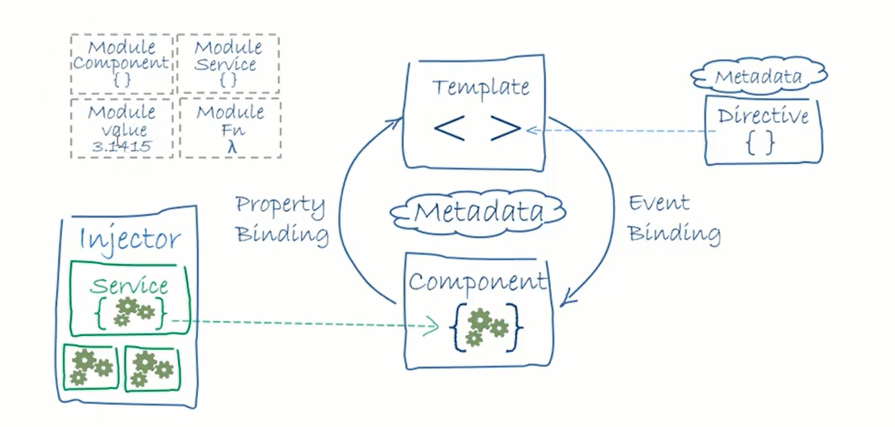 Module
Component
{ }
Module
Service
{ }
Module
value
3.1415
Module
Fn
λ
Template
< >
Metadata
Directive
{ }
Property
Binding
Metadata
Event
Binding
Injector
Service
{ }
Component
{ }